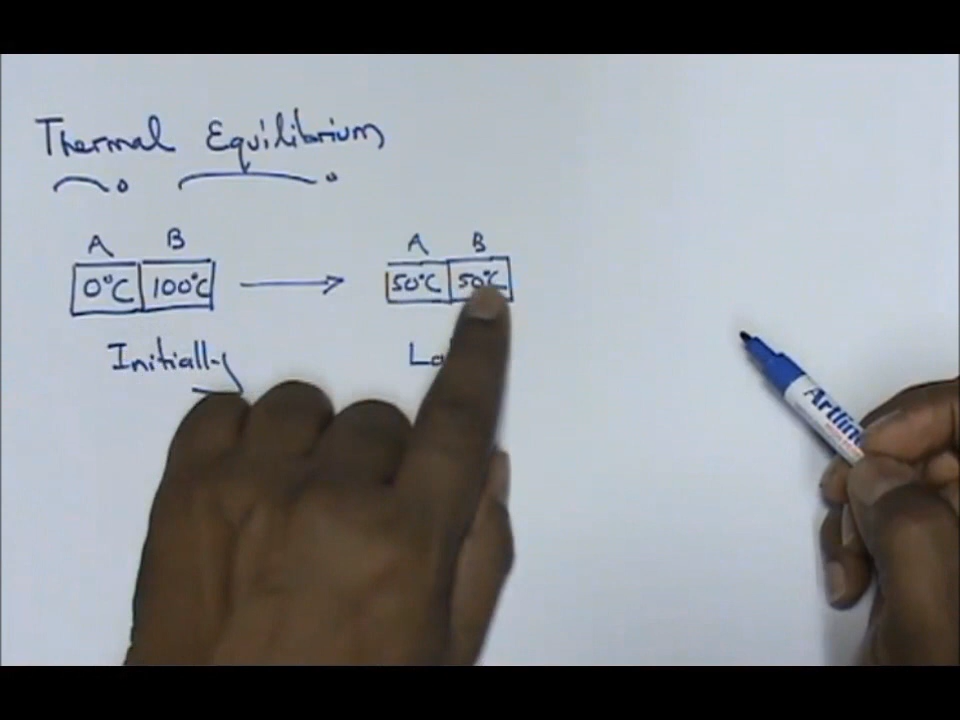 Thermal Equilibrium
A B A B
0°C 100°C 50°C 50°C
Initially
Artline